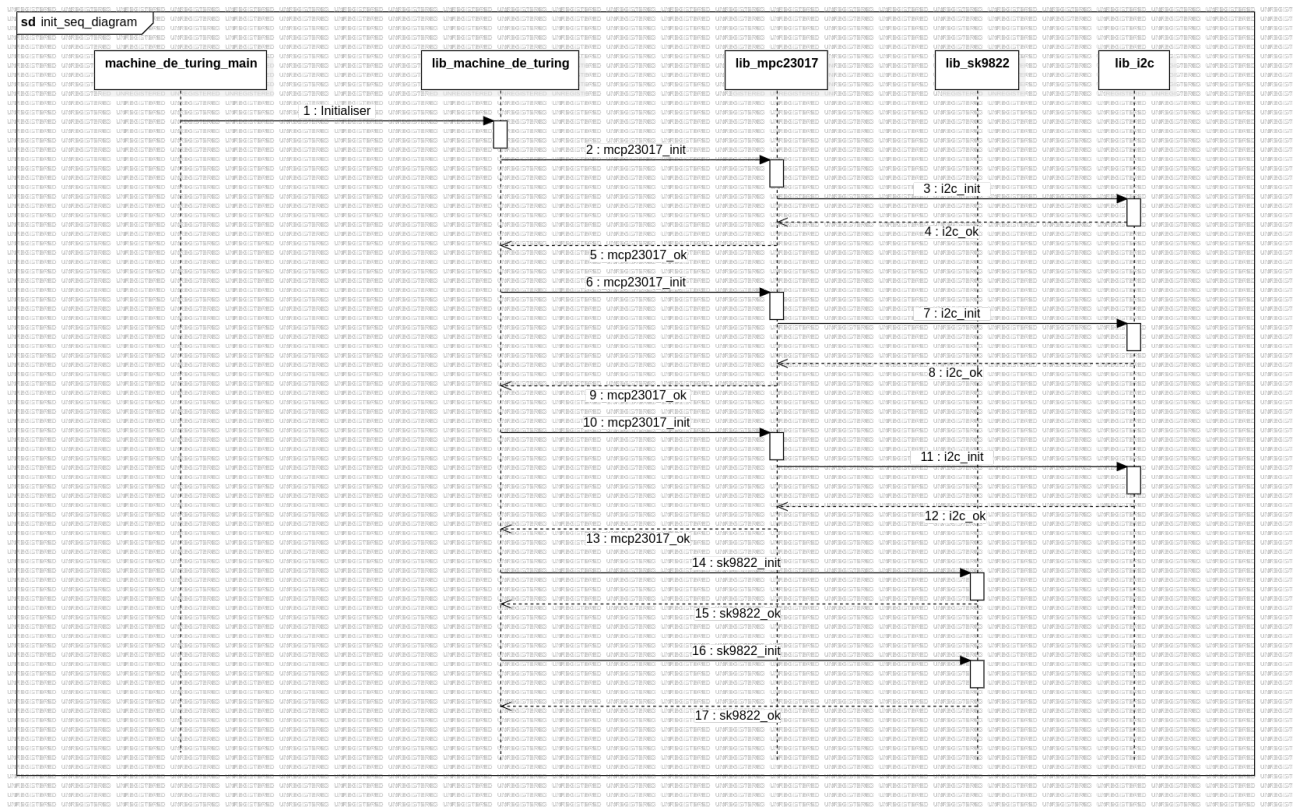 sd init_seq_diagram
machine_de_turing_main
lib_machine_de_turing
lib_mpc23017
lib_sk9822
lib_i2c
1 : Initialiser
2 : mcp23017_init
3 : i2c_init
4 : i2c_ok
5 : mcp23017_ok
6 : mcp23017_init
7 : i2c_init
8 : i2c_ok
9 : mcp23017_ok
10 : mcp23017_init
11 : i2c_init
12 : i2c_ok
13 : mcp23017_ok
14 : sk9822_init
15 : sk9822_ok
16 : sk9822_init
17 : sk9822_ok